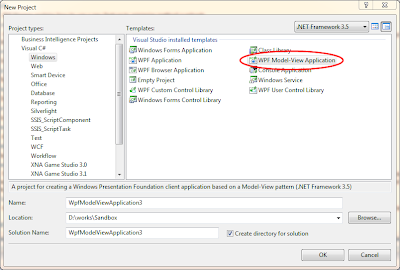 New Project
Project types:
Templates:
.NET Framework 3.5
Business Intelligence Projects
Visual C#
Windows
Web
Smart Device
Office
Database
Reporting
Silverlight
SSIS_ScriptComponent
SSIS_ScriptTask
Test
WCF
Workflow
XNA Game Studio 3.0
XNA Game Studio 3.1
Visual Studio installed templates
Windows Forms Application
Class Library
WPF Application
WPF Model-View Application
WPF Browser Application
Console Application
Empty Project
Windows Service
WPF Custom Control Library
WPF User Control Library
Windows Forms Control Library
A project for creating a Windows Presentation Foundation client application based on a Model-View pattern (.NET Framework 3.5)
Name:
WpfModelViewApplication3
Location:
D:\works\Sandbox
Browse...
Solution Name:
WpfModelViewApplication3
Create directory for solution
OK
Cancel